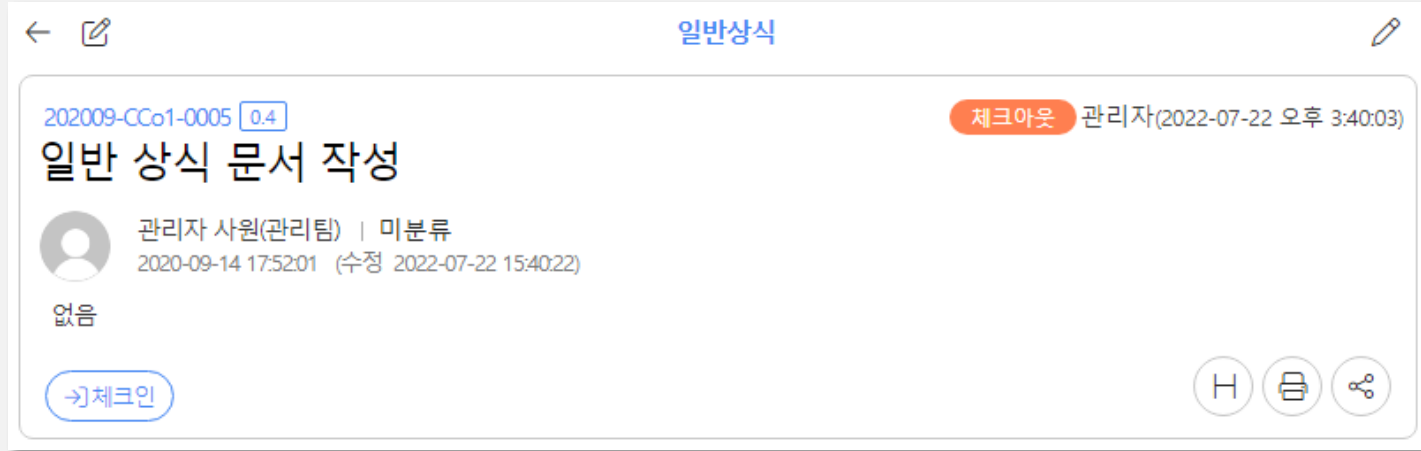 일반상식
202009-CCo1-0005 0.4
체크아웃 관리자(2022-07-22 오후 3:40:03)
일반 상식 문서 작성
관리자 사원(관리팀) | 미분류
2020-09-14 17:52:01 (수정 2022-07-22 15:40:22)
없음
체크인
H